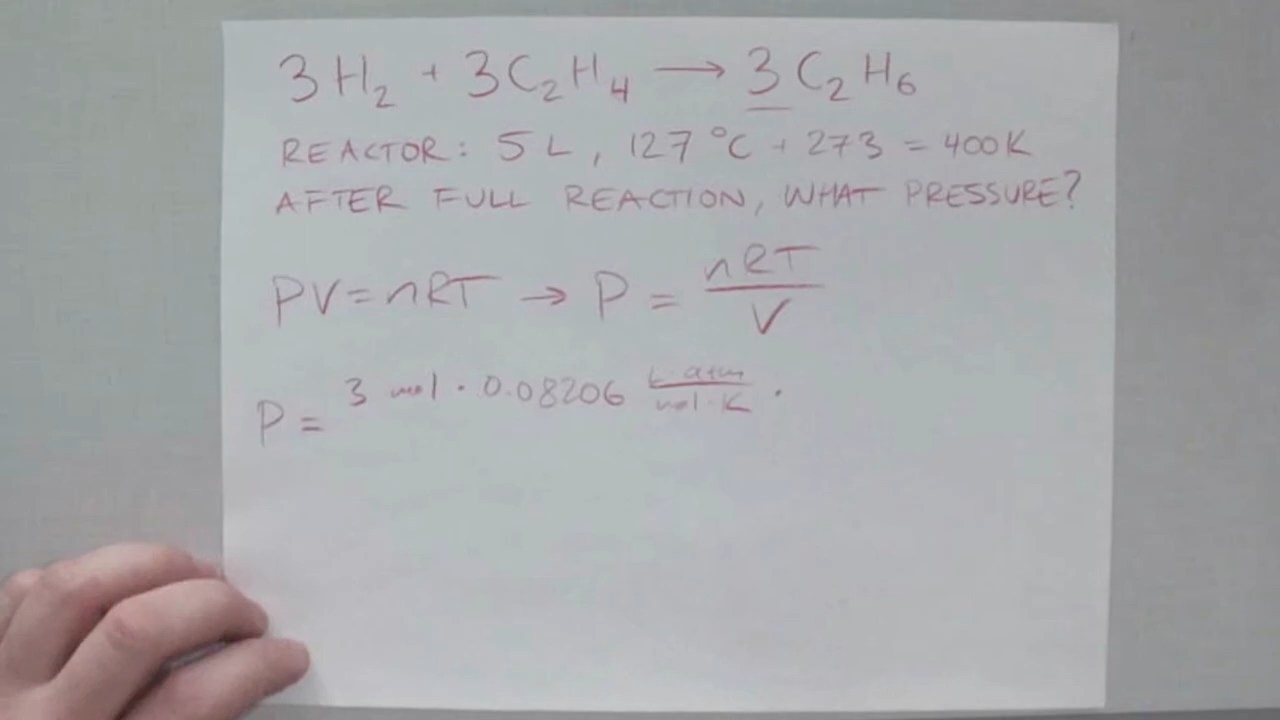 3H₂ + 3C₂H₄ → 3C₂H₆
REACTOR: 5 L, 127 °C + 273 = 400K
AFTER FULL REACTION, WHAT PRESSURE?
PV = nRT → P = nRT / V
P = 3 mol · 0.08206 L·atm / mol·K ·